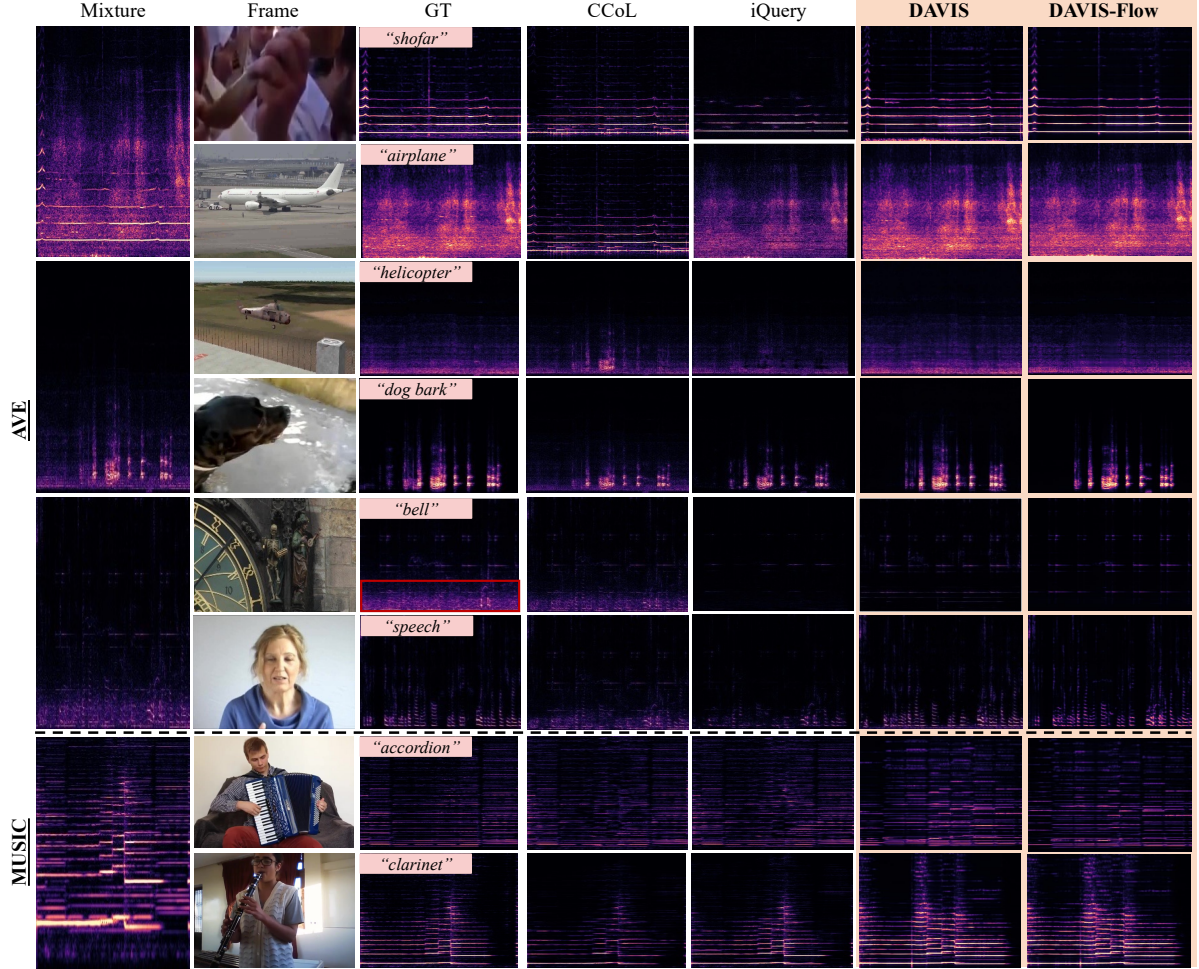 Mixture Frame GT CCoL iQuery DAVIS DAVIS-Flow
"shofar"
"airplane"
"helicopter"
AVE
"dog bark"
"bell"
"speech"
"accordion"
MUSIC
"clarinet"